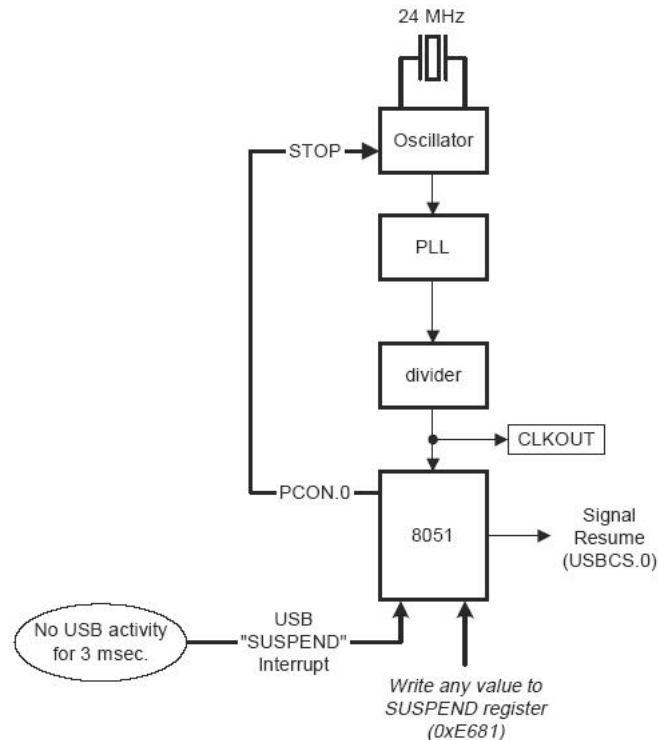 24 MHz
Oscillator
STOP
PLL
divider
CLKOUT
PCON.0
8051
Signal
Resume
(USBCS.0)
No USB activity
for 3 msec.
USB
"SUSPEND"
Interrupt
Write any value to
SUSPEND register
(0xE681)